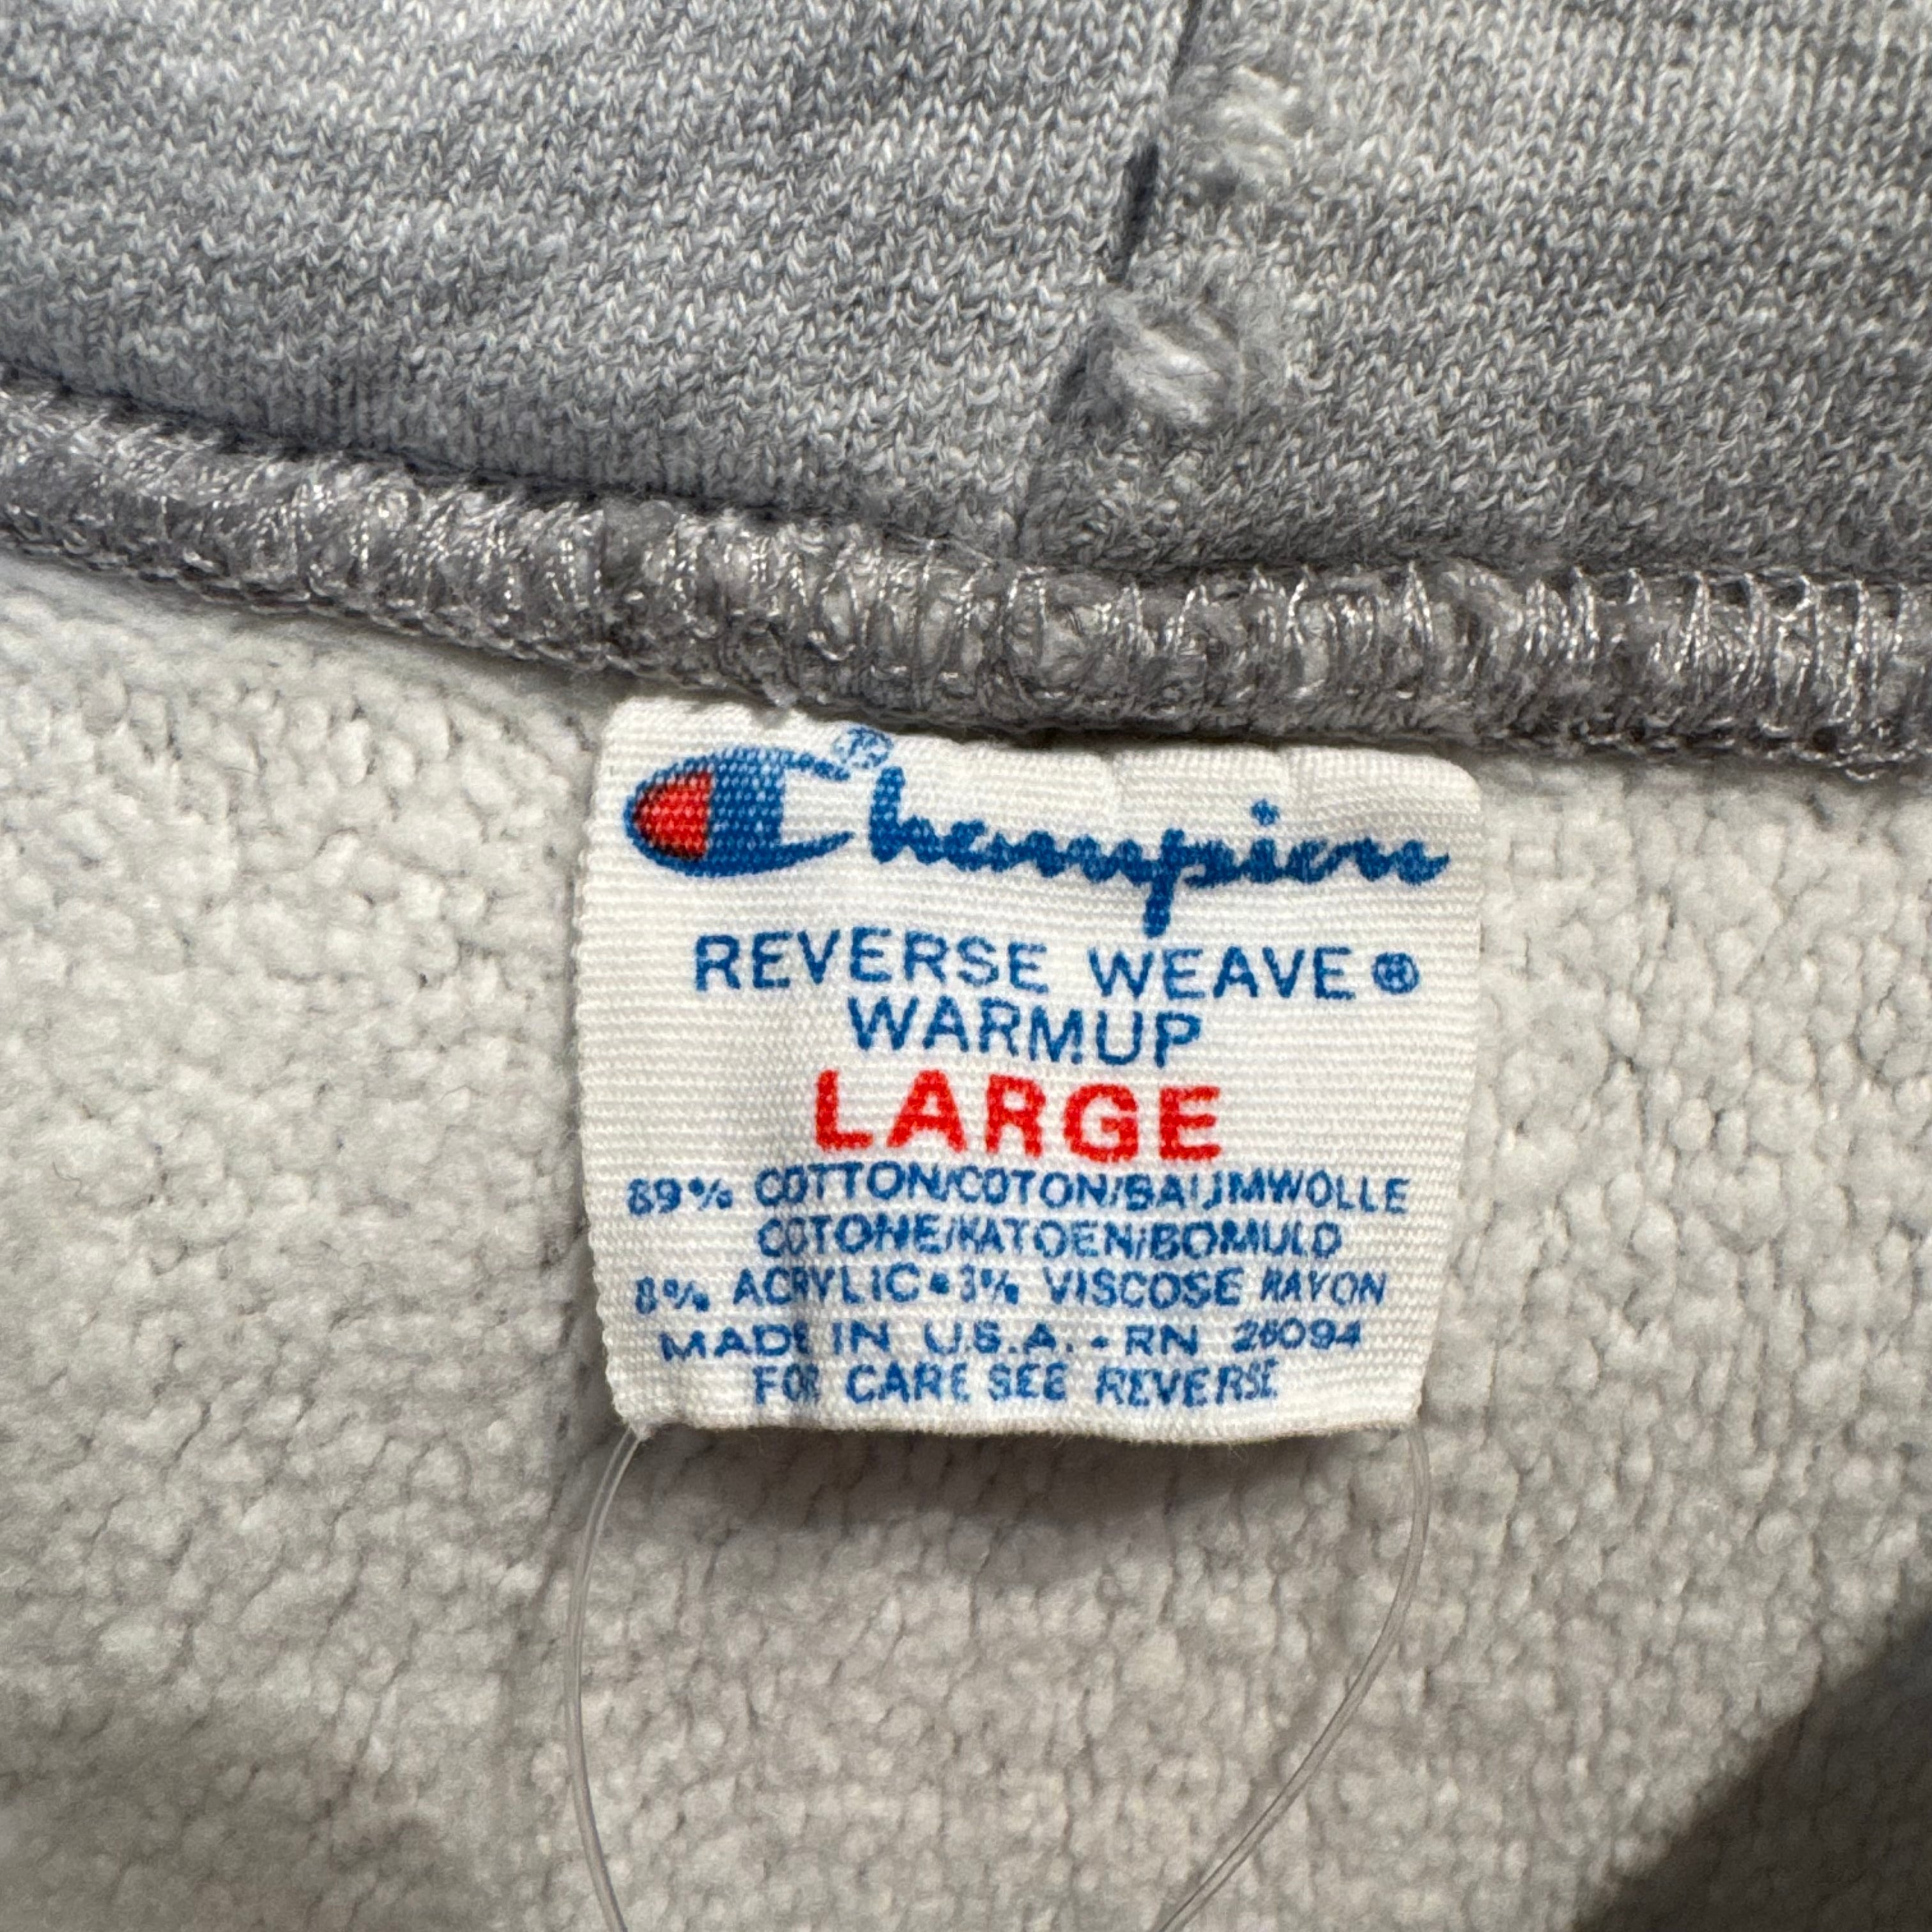 Champion®
REVERSE WEAVE®
WARMUP
LARGE
89% COTTON/COTON/BAUMWOLLE
COTONE/KATOEN/BOMULD
8% ACRYLIC•3% VISCOSE RAYON
MADE IN U.S.A.-RN 26094
FOR CARE SEE REVERSE